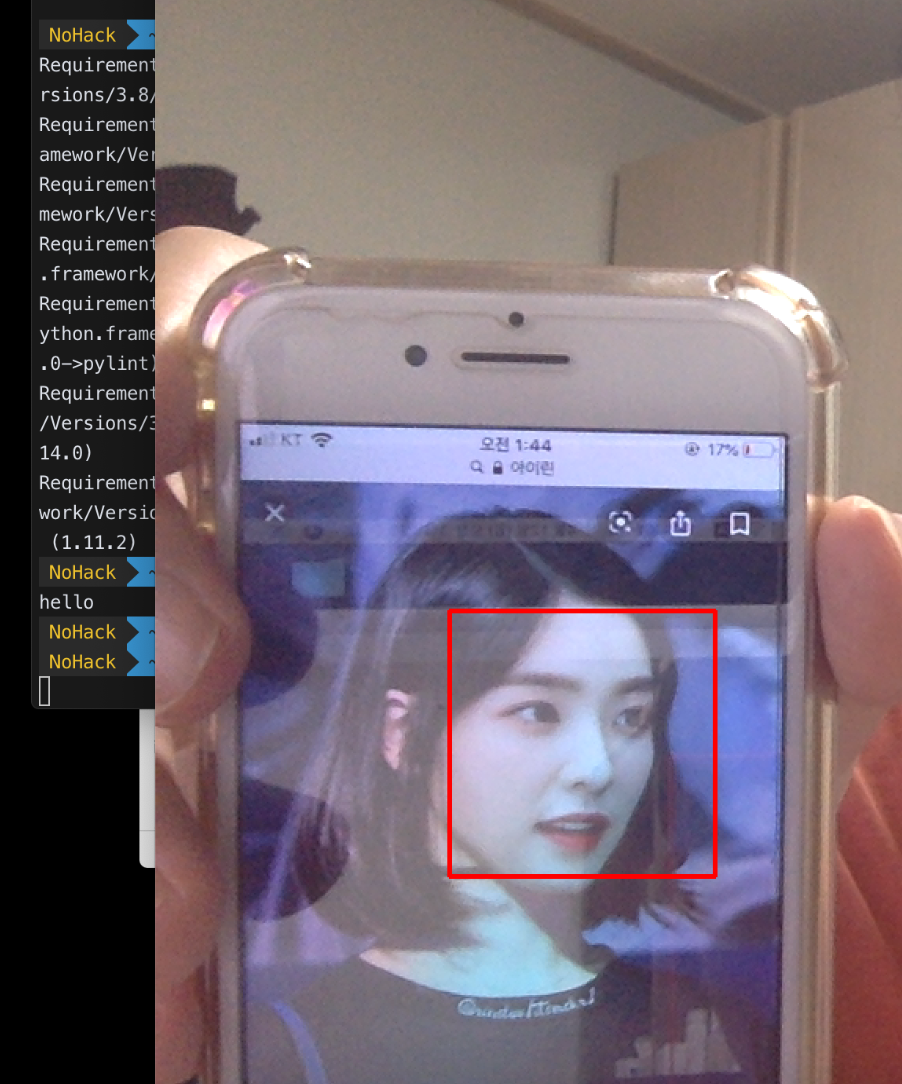 NoHack
Requirement
rsions/3.8/
Requirement
amework/Ver
Requirement
mework/Vers
Requirement
.framework/
Requirement
ython.frame
.0->pylint)
Requirement
/Versions/3
14.0)
Requirement
work/Versio
(1.11.2)
NoHack
hello
NoHack
NoHack
KT 오전 1:44 17%
아이린